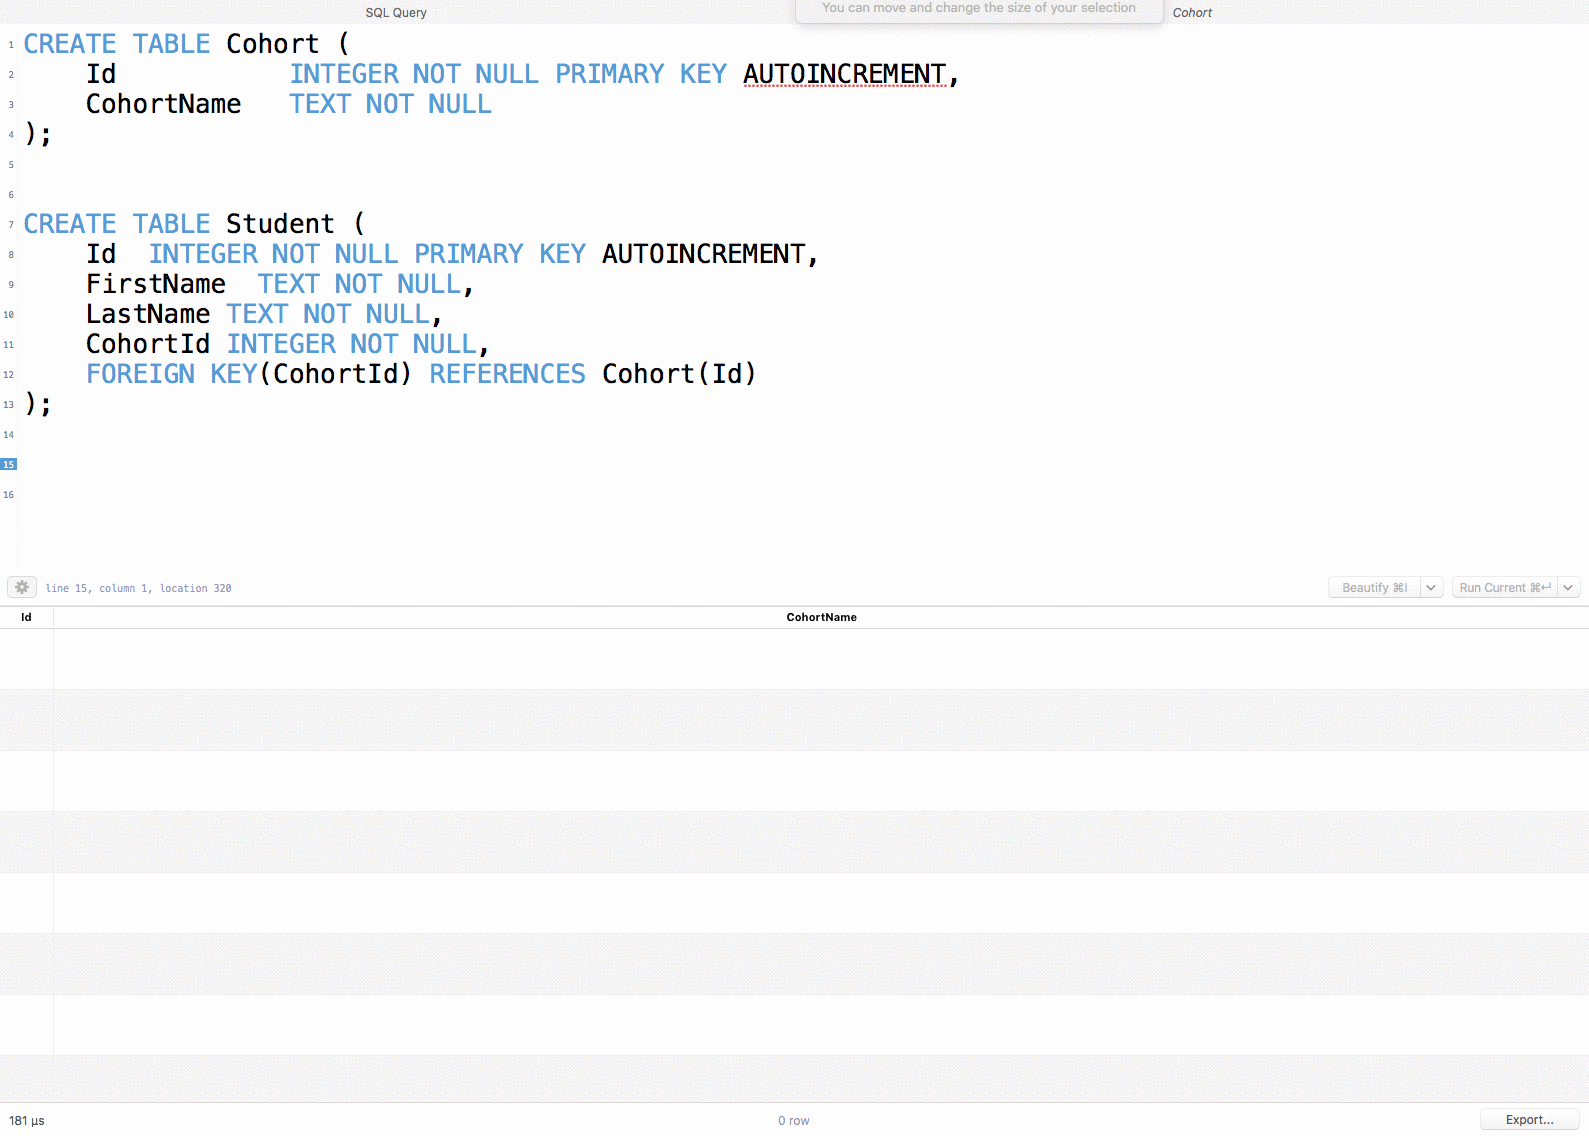 SQL Query
You can move and change the size of your selection
Cohort
1 CREATE TABLE Cohort (
2 Id INTEGER NOT NULL PRIMARY KEY AUTOINCREMENT,
3 CohortName TEXT NOT NULL
4 );
5
6
7 CREATE TABLE Student (
8 Id INTEGER NOT NULL PRIMARY KEY AUTOINCREMENT,
9 FirstName TEXT NOT NULL,
10 LastName TEXT NOT NULL,
11 CohortId INTEGER NOT NULL,
12 FOREIGN KEY(CohortId) REFERENCES Cohort(Id)
13 );
14
15
16
line 15, column 1, location 320
Beautify ⌘I
Run Current ⌘↵
Id CohortName
181 µs
0 row
Export...